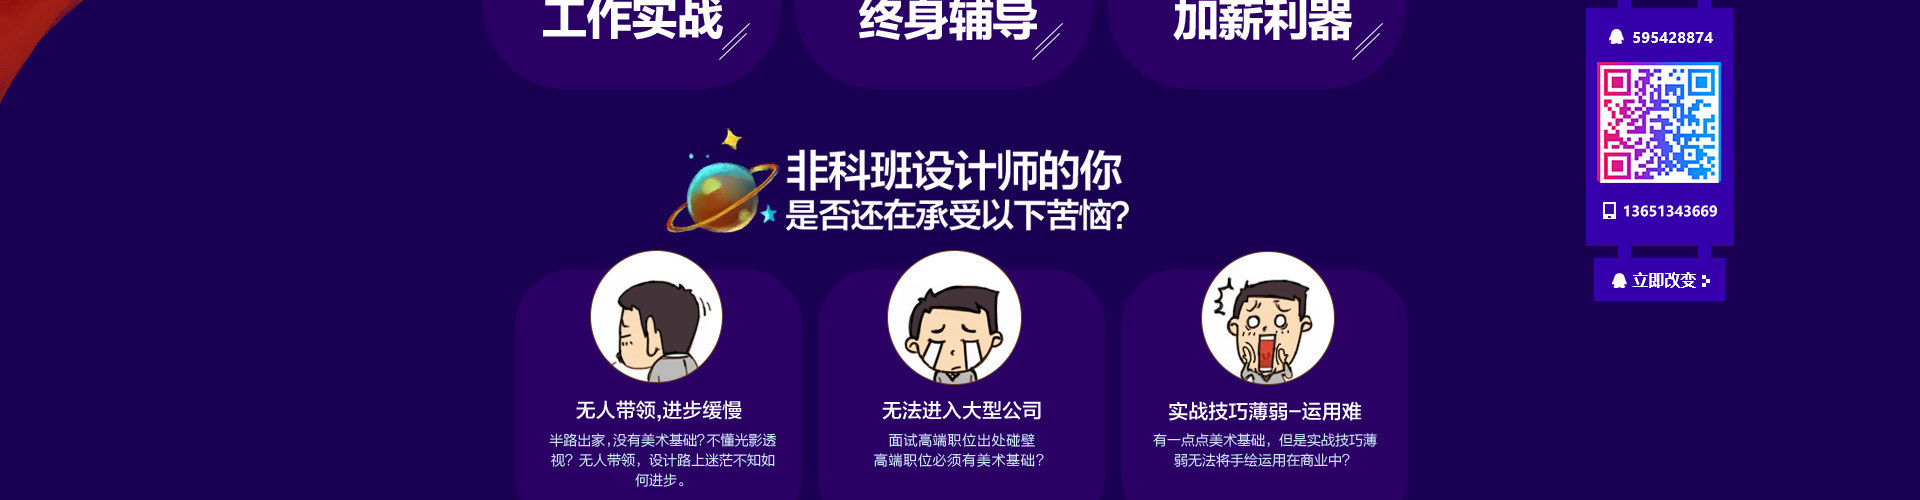 工作实战
终身辅导
加薪利器
595428874
13651343669
立即改变
非科班设计师的你
是否还在承受以下苦恼?
无人带领,进步缓慢
半路出家,没有美术基础?不懂光影透
视? 无人带领，设计路上迷茫不知如
何进步。
无法进入大型公司
面试高端职位出处碰壁
高端职位必须有美术基础?
实战技巧薄弱-运用难
有一点点美术基础，但是实战技巧薄
弱无法将手绘运用在商业中?